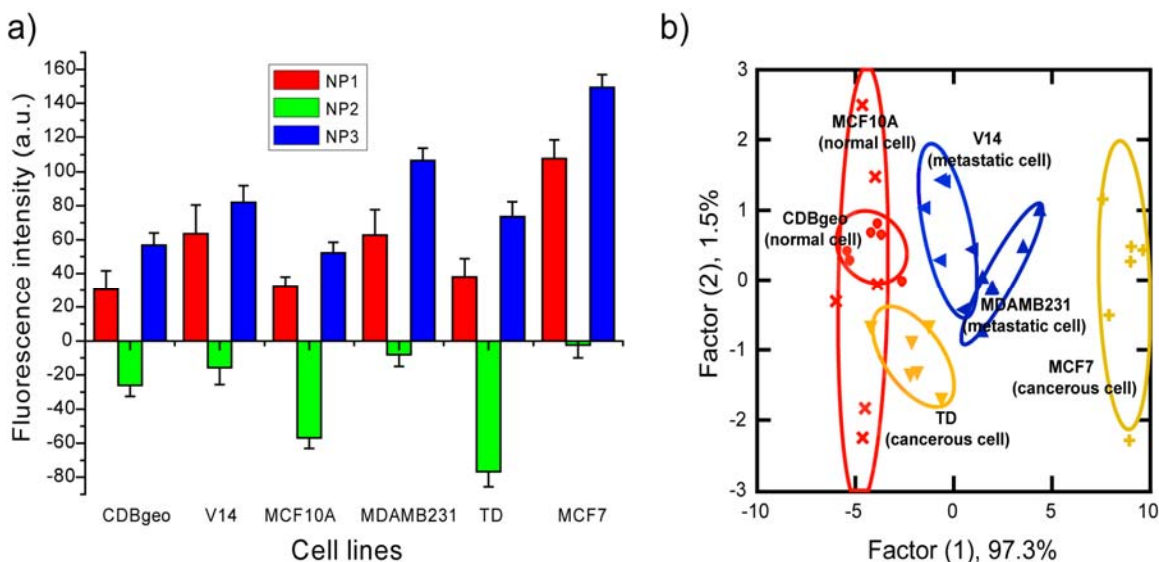 a)
Fluorescence intensity (a.u.)
160
140
120
100
80
60
40
20
0
-20
-40
-60
-80
NP1
NP2
NP3
CDBgeo V14 MCF10A MDAMB231 TD MCF7
Cell lines
b)
Factor (2), 1.5%
3
2
1
0
-1
-2
-3
MCF10A
(normal cell)
V14
(metastatic cell)
CDBgeo
(normal cell)
MDAMB231
(metastatic cell)
MCF7
(cancerous cell)
TD
(cancerous cell)
-10 -5 0 5 10
Factor (1), 97.3%